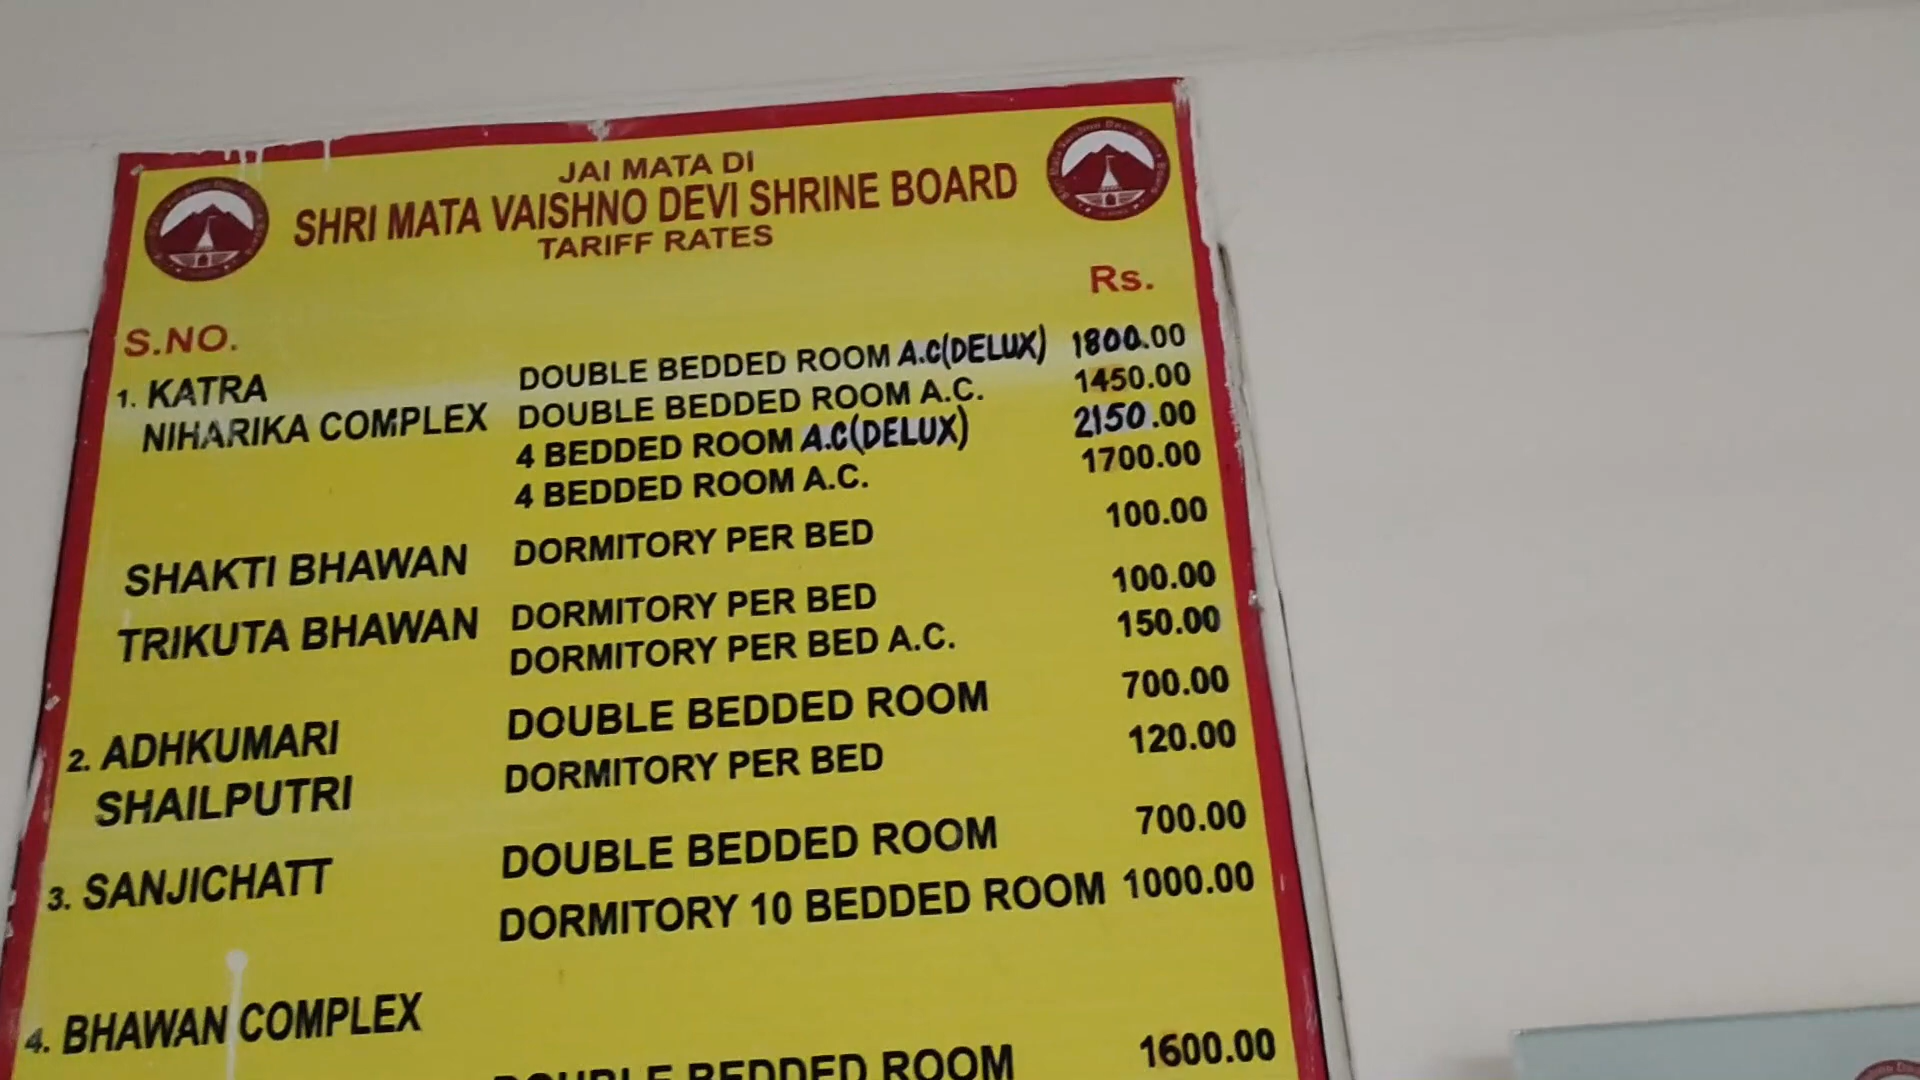 JAI MATA DI
SHRI MATA VAISHNO DEVI SHRINE BOARD
TARIFF RATES
S.NO. Rs.
1. KATRA DOUBLE BEDDED ROOM A.C(DELUX) 1800.00
NIHARIKA COMPLEX DOUBLE BEDDED ROOM A.C. 1450.00
4 BEDDED ROOM A.C(DELUX) 2150.00
4 BEDDED ROOM A.C. 1700.00
SHAKTI BHAWAN DORMITORY PER BED 100.00
TRIKUTA BHAWAN DORMITORY PER BED 100.00
DORMITORY PER BED A.C. 150.00
2. ADHKUMARI DOUBLE BEDDED ROOM 700.00
SHAILPUTRI DORMITORY PER BED 120.00
3. SANJICHATT DOUBLE BEDDED ROOM 700.00
DORMITORY 10 BEDDED ROOM 1000.00
4. BHAWAN COMPLEX
DOUBLE BEDDED ROOM 1600.00